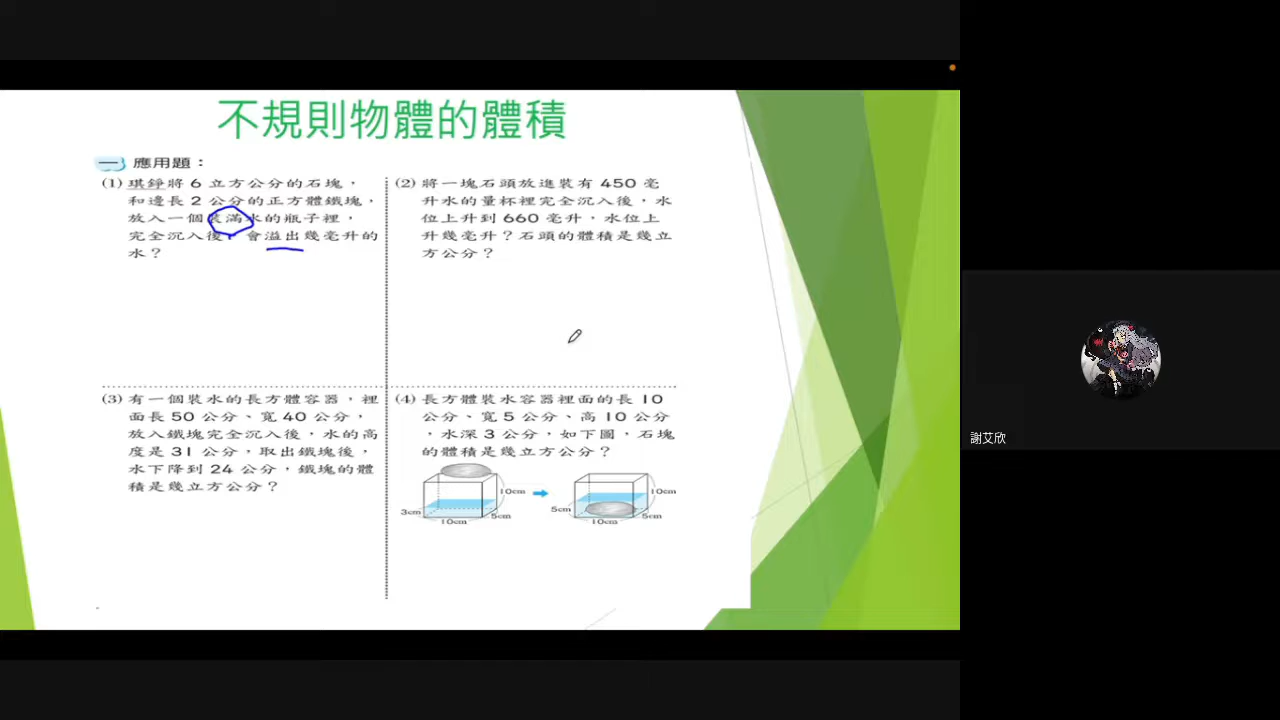 不規則物體的體積
一 應用題：
(1) 琪錚將 6 立方公分的石塊，
和邊長 2 公分的正方體鐵塊，
放入一個裝滿水的瓶子裡，
完全沉入後，會溢出幾毫升的
水？
(2) 將一塊石頭放進裝有 450 毫
升水的量杯裡完全沉入後，水
位上升到 660 毫升，水位上
升幾毫升？石頭的體積是幾立
方公分？
(3) 有一個裝水的長方體容器，裡
面長 50 公分、寬 40 公分，
放入鐵塊完全沉入後，水的高
度是 31 公分，取出鐵塊後，
水下降到 24 公分，鐵塊的體
積是幾立方公分？
(4) 長方體裝水容器裡面的長 10
公分、寬 5 公分、高 10 公分
，水深 3 公分，如下圖，石塊
的體積是幾立方公分？
10cm
3cm
5cm
10cm
10cm
5cm
5cm
10cm
謝艾欣